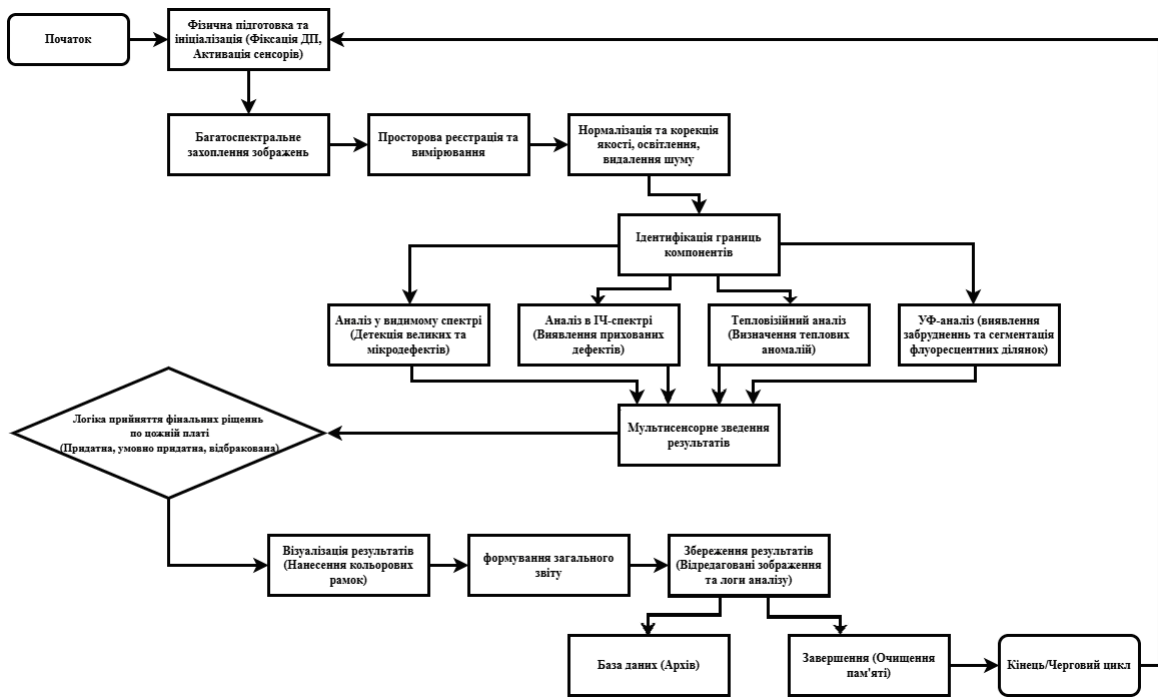 Початок
Фізична підготовка та
ініціалізація (Фіксація ДП,
Активація сенсорів)
Багатоспектральне
захоплення зображень
Просторова реєстрація та
вимірювання
Нормалізація та корекція
якості, освітлення,
видалення шуму
Ідентифікація границь
компонентів
Аналіз у видимому спектрі
(Детекція великих та
мікродефектів)
Аналіз в ІЧ-спектрі
(Виявлення прихованих
дефектів)
Тепловізійний аналіз
(Визначення теплових
аномалій)
УФ-аналіз (виявлення
забрудненнь та сегментація
флуоресцентних ділянок)
Мультисенсорне зведення
результатів
Логіка прийняття фінальних ріщеннь
по цожній платі
(Придатна, умовно придатна, відбракована)
Візуалізація результатів
(Нанесення кольорових
рамок)
формування загального
звіту
Збереження результатів
(Відредаговані зображення
та логи аналізу)
База даних (Архів)
Завершення (Очищення
пам'яті)
Кінець/Черговий цикл